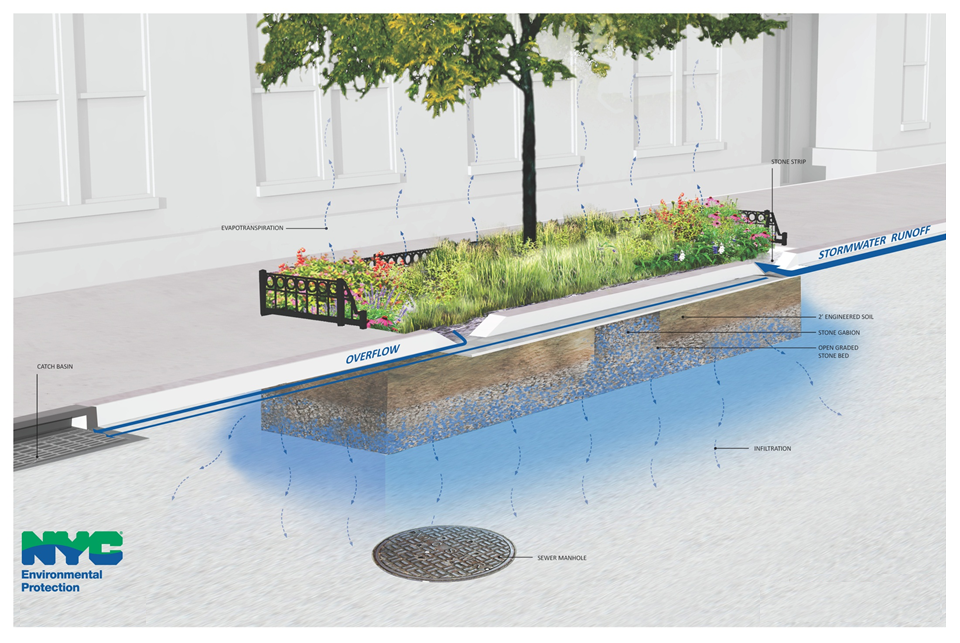 STONE STRIP
EVAPOTRANSPIRATION
STORMWATER RUNOFF
2' ENGINEERED SOIL
STONE GABION
OPEN GRADED
STONE BED
OVERFLOW
CATCH BASIN
INFILTRATION
SEWER MANHOLE
NYC
Environmental
Protection